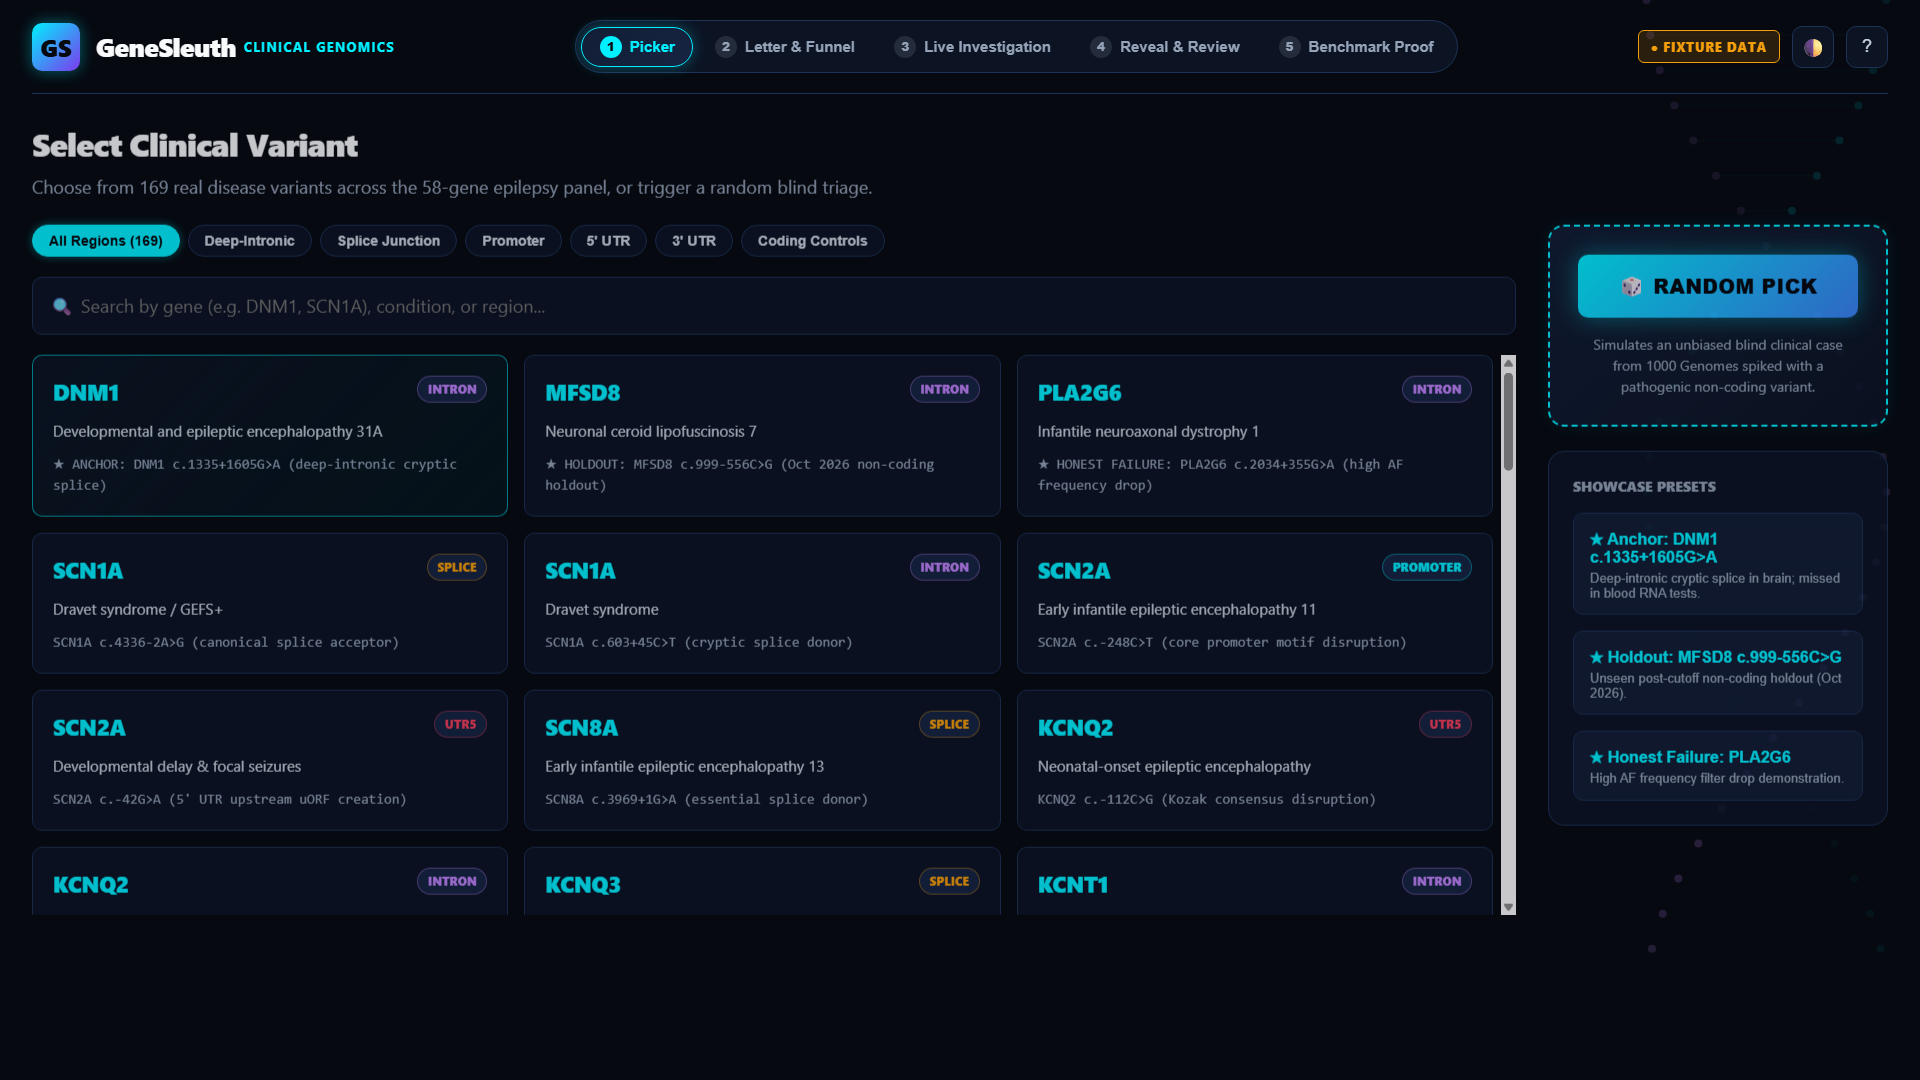 GS GeneSleuth CLINICAL GENOMICS
1 Picker
2 Letter & Funnel
3 Live Investigation
4 Reveal & Review
5 Benchmark Proof
• FIXTURE DATA
?
Select Clinical Variant
Choose from 169 real disease variants across the 58-gene epilepsy panel, or trigger a random blind triage.
All Regions (169)
Deep-Intronic
Splice Junction
Promoter
5' UTR
3' UTR
Coding Controls
Search by gene (e.g. DNM1, SCN1A), condition, or region...
DNM1
INTRON
Developmental and epileptic encephalopathy 31A
★ ANCHOR: DNM1 c.1335+1605G>A (deep-intronic cryptic
splice)
MFSD8
INTRON
Neuronal ceroid lipofuscinosis 7
★ HOLDOUT: MFSD8 c.999-556C>G (Oct 2026 non-coding
holdout)
PLA2G6
INTRON
Infantile neuroaxonal dystrophy 1
★ HONEST FAILURE: PLA2G6 c.2034+355G>A (high AF
frequency drop)
SCN1A
SPLICE
Dravet syndrome / GEFS+
SCN1A c.4336-2A>G (canonical splice acceptor)
SCN1A
INTRON
Dravet syndrome
SCN1A c.603+45C>T (cryptic splice donor)
SCN2A
PROMOTER
Early infantile epileptic encephalopathy 11
SCN2A c.-248C>T (core promoter motif disruption)
SCN2A
UTR5
Developmental delay & focal seizures
SCN2A c.-42G>A (5' UTR upstream uORF creation)
SCN8A
SPLICE
Early infantile epileptic encephalopathy 13
SCN8A c.3969+1G>A (essential splice donor)
KCNQ2
UTR5
Neonatal-onset epileptic encephalopathy
KCNQ2 c.-112C>G (Kozak consensus disruption)
KCNQ2
INTRON
KCNQ3
SPLICE
KCNT1
INTRON
RANDOM PICK
Simulates an unbiased blind clinical case
from 1000 Genomes spiked with a
pathogenic non-coding variant.
SHOWCASE PRESETS
★ Anchor: DNM1
c.1335+1605G>A
Deep-intronic cryptic splice in brain; missed
in blood RNA tests.
★ Holdout: MFSD8 c.999-556C>G
Unseen post-cutoff non-coding holdout (Oct
2026).
★ Honest Failure: PLA2G6
High AF frequency filter drop demonstration.